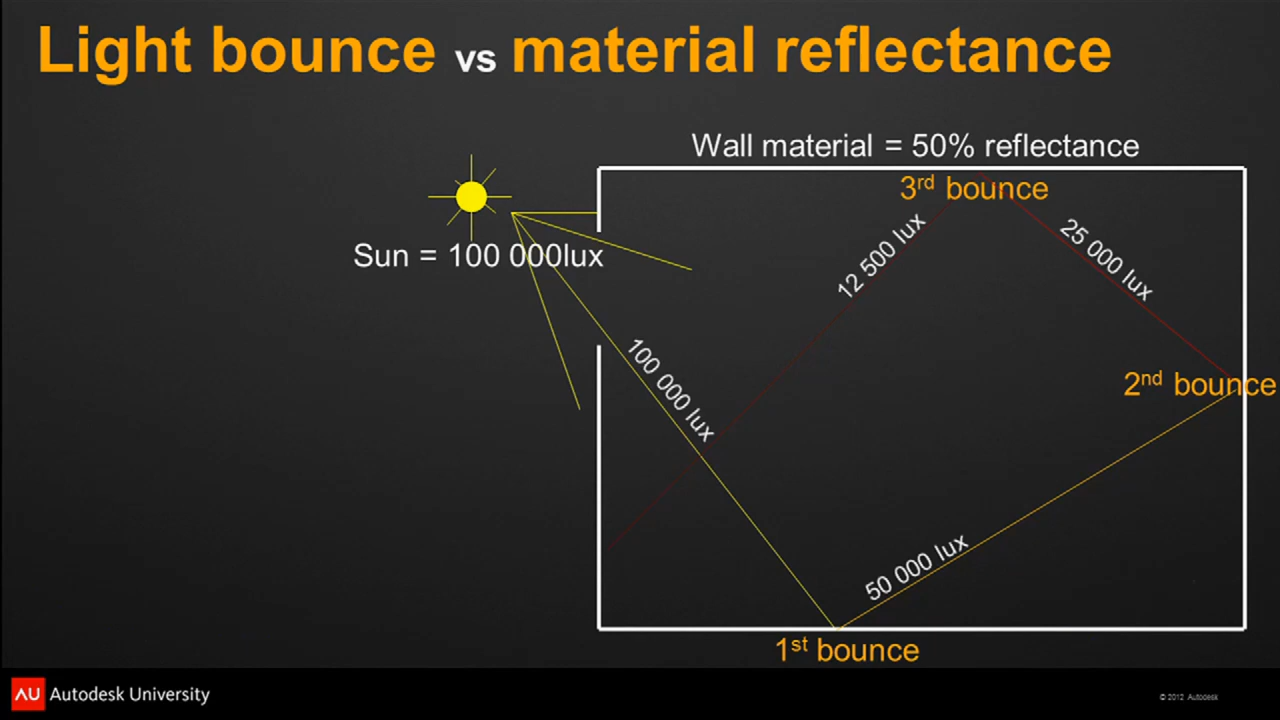 Light bounce vs material reflectance
Wall material = 50% reflectance
3rd bounce
Sun = 100 000lux
12 500 lux
25 000 lux
100 000 lux
2nd bounce
50 000 lux
1st bounce
AU Autodesk University
© 2012 Autodesk